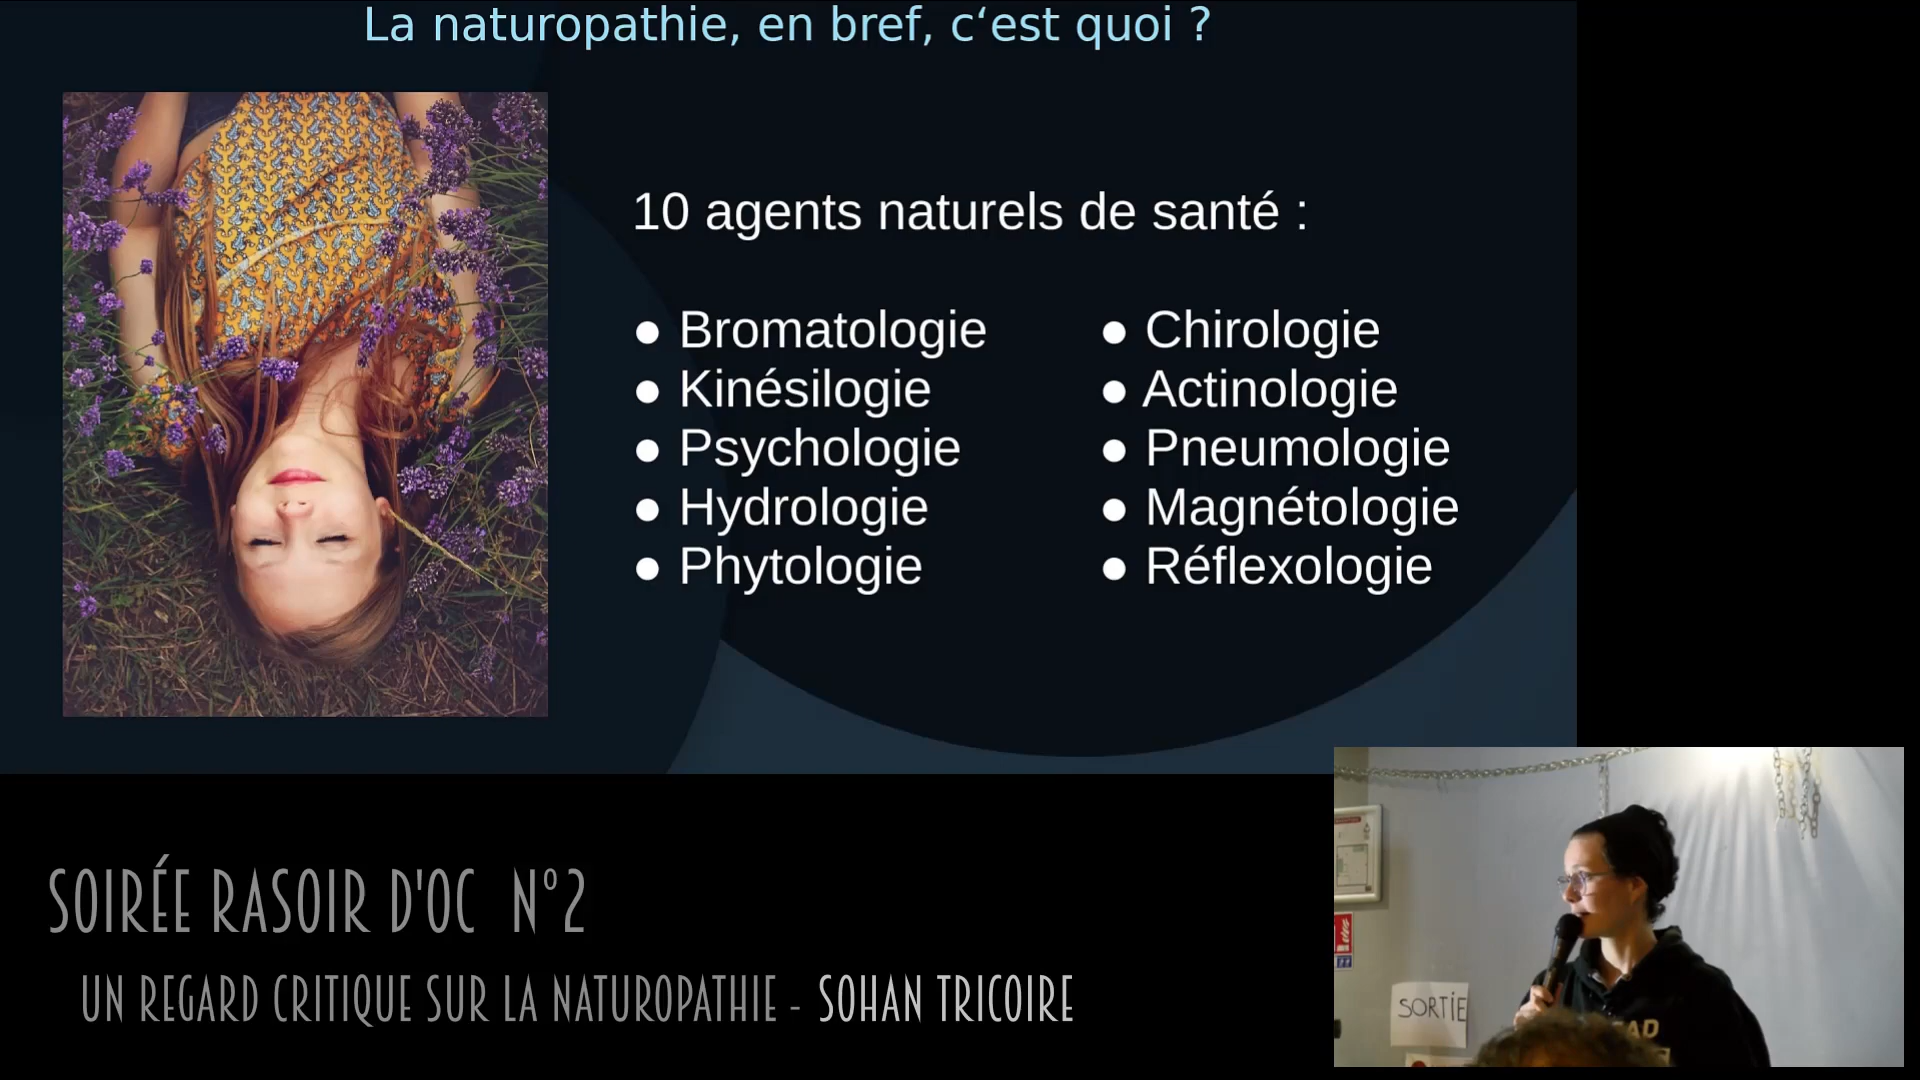 La naturopathie, en bref, c‘est quoi ?
10 agents naturels de santé :
● Bromatologie
● Kinésilogie
● Psychologie
● Hydrologie
● Phytologie
● Chirologie
● Actinologie
● Pneumologie
● Magnétologie
● Réflexologie
SOIRÉE RASOIR D'OC N°2
UN REGARD CRITIQUE SUR LA NATUROPATHIE - SOHAN TRICOIRE
SORTIE